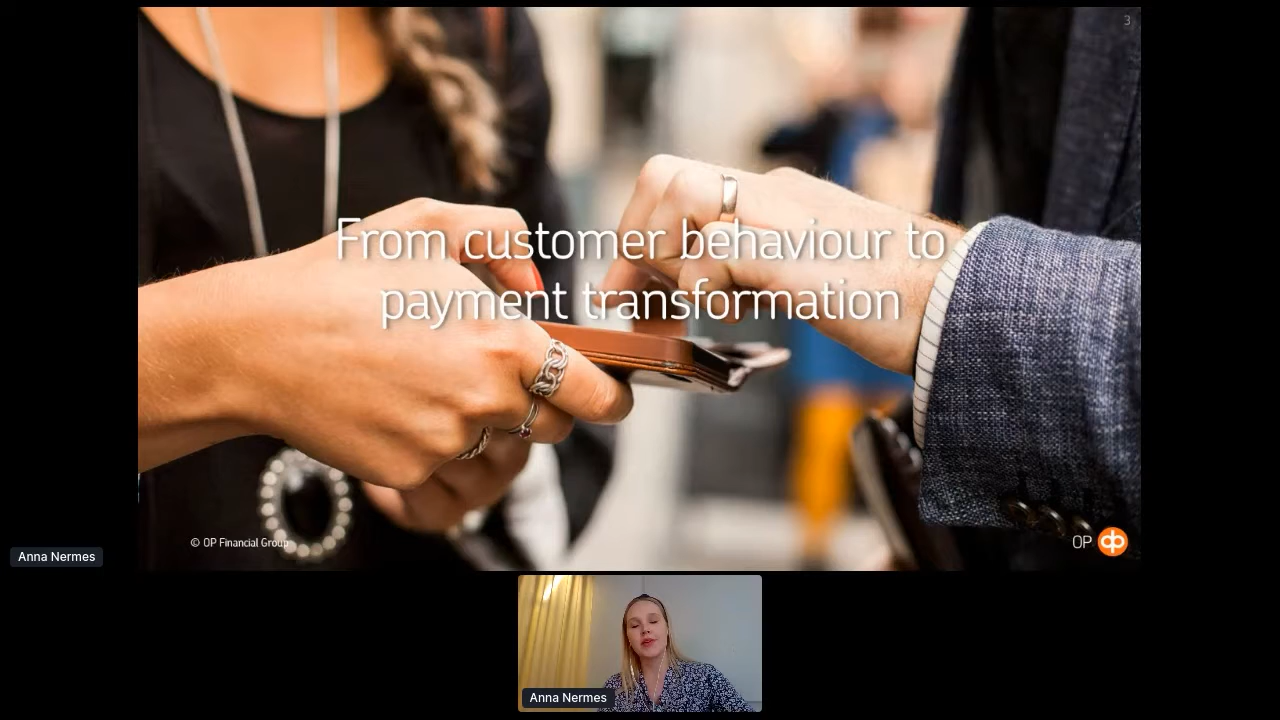 3
From customer behaviour to
payment transformation
© OP Financial Group
OP
Anna Nermes
Anna Nermes